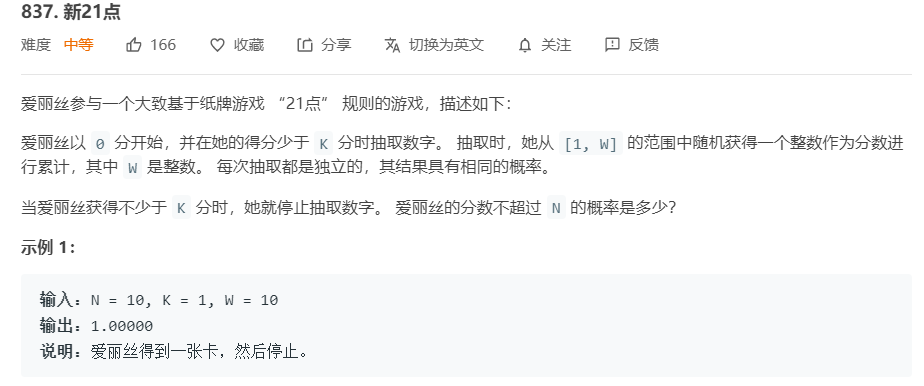 837. 新21点
难度 中等 166 收藏 分享 切换为英文 关注 反馈
爱丽丝参与一个大致基于纸牌游戏 “21点” 规则的游戏，描述如下：
爱丽丝以 0 分开始，并在她的得分少于 K 分时抽取数字。 抽取时，她从 [1, W] 的范围中随机获得一个整数作为分数进
行累计，其中 W 是整数。 每次抽取都是独立的，其结果具有相同的概率。
当爱丽丝获得不少于 K 分时，她就停止抽取数字。 爱丽丝的分数不超过 N 的概率是多少？
示例 1：
输入：N = 10, K = 1, W = 10
输出：1.00000
说明：爱丽丝得到一张卡，然后停止。